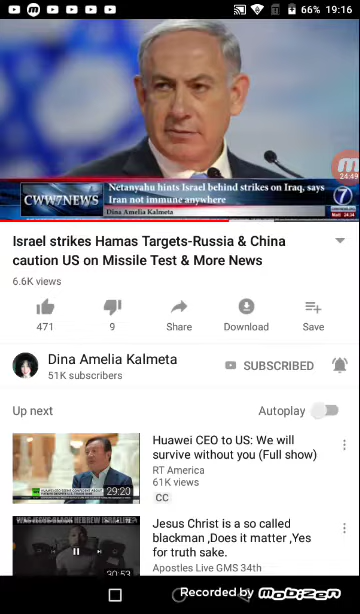 66% 19:16
24:49
CWW7NEWS
Netanyahu hints Israel behind strikes on Iraq, says
Iran not immune anywhere
Dina Amelia Kalmeta
7
Israel strikes Hamas Targets-Russia & China
caution US on Missile Test & More News
6.6K views
471
9
Share
Download
Save
Dina Amelia Kalmeta
51K subscribers
SUBSCRIBED
Up next
Autoplay
Huawei CEO to US: We will
survive without you (Full show)
RT America
61K views
CC
29:20
Jesus Christ is a so called
blackman ,Does it matter ,Yes
for truth sake.
Apostles Live GMS 34th
30:53
Recorded by Mobizen